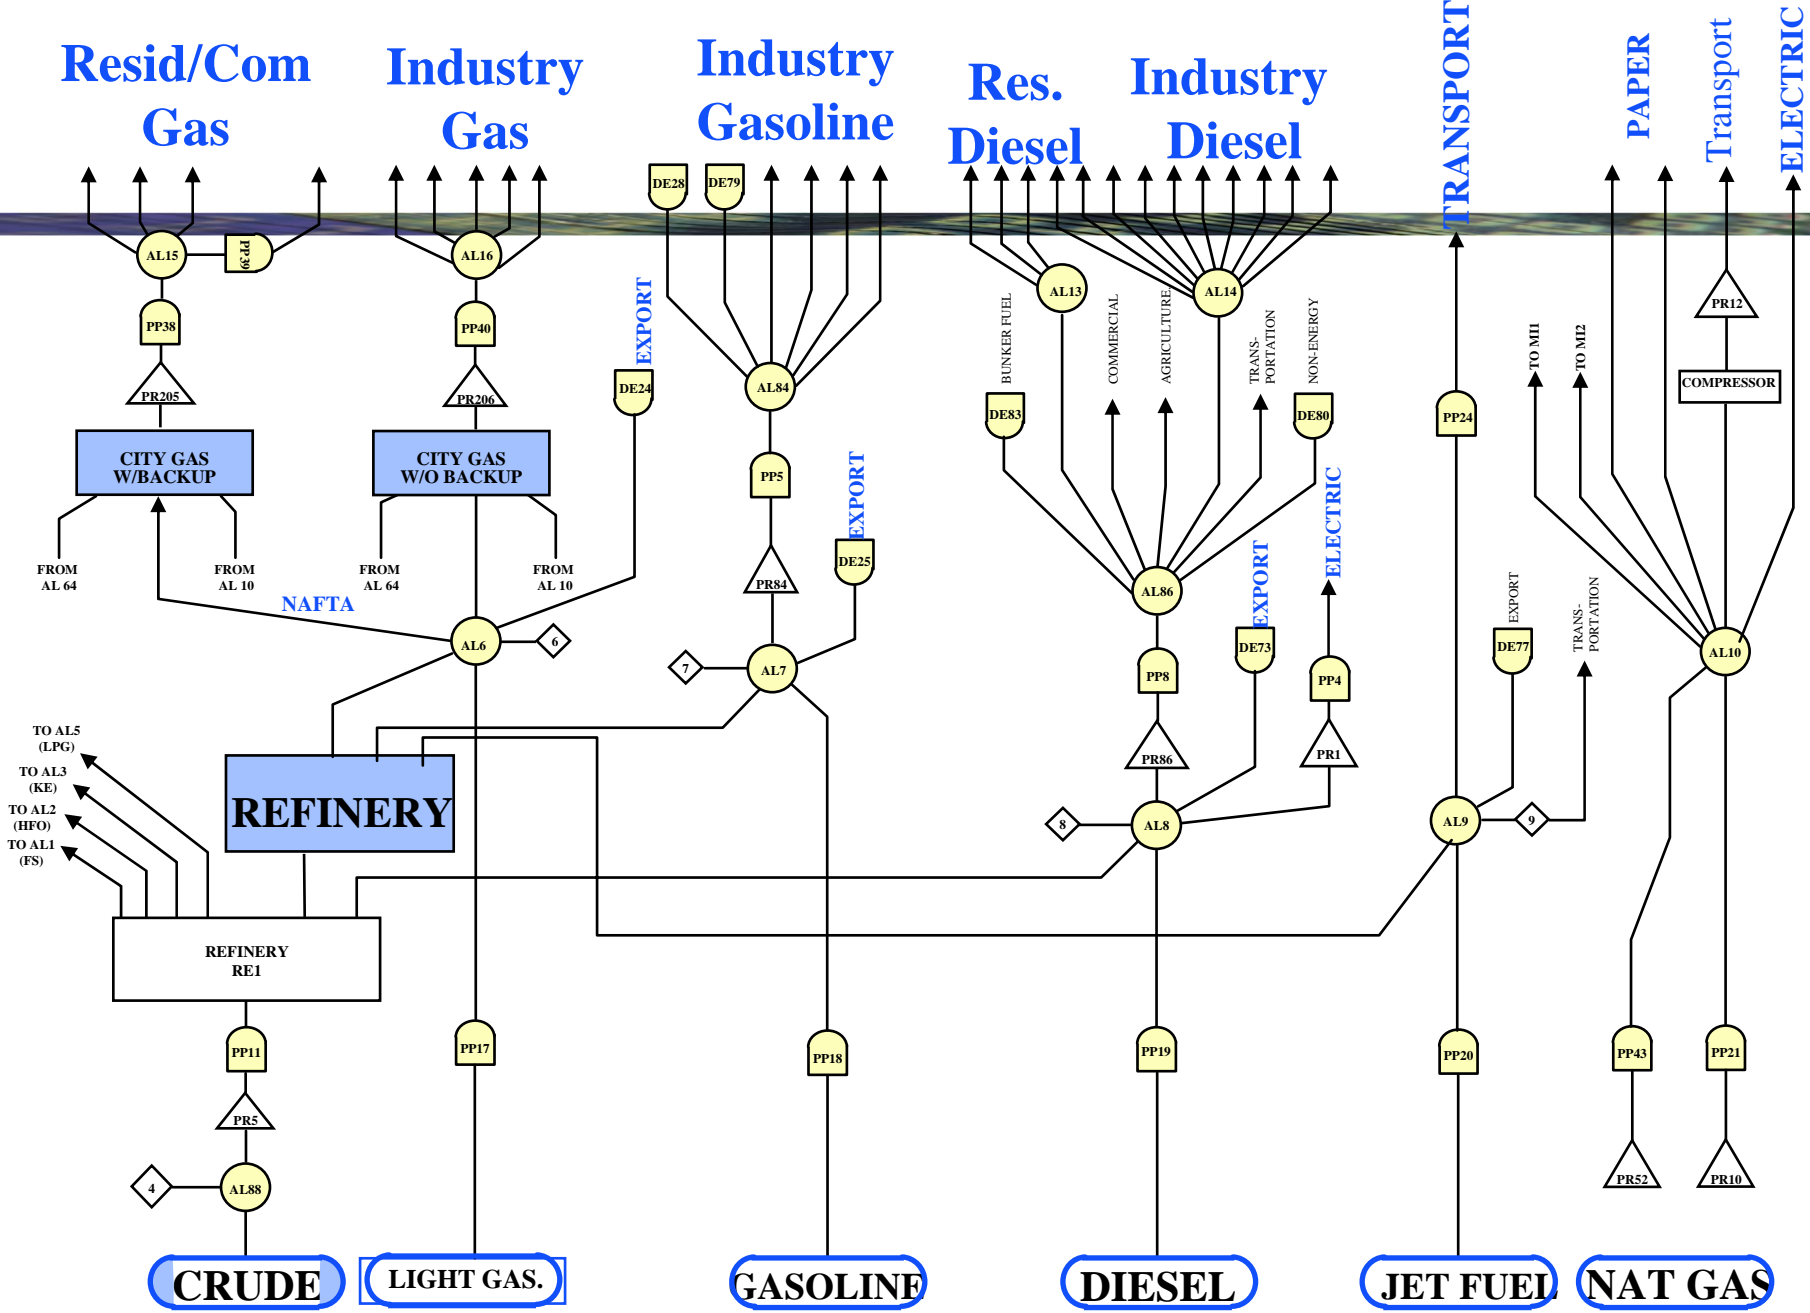 Resid/Com
Gas
Industry
Gas
Industry
Gasoline
Res.
Diesel
Industry
Diesel
TRANSPORT
PAPER
Transport
ELECTRIC
DE28
DE79
AL15
PP39
AL16
AL13
AL14
PR12
PP38
PP40
EXPORT
BUNKER FUEL
COMMERCIAL
AGRICULTURE.
TRANS-
PORTATION
NON-ENERGY
TO MI1
TO MI2
PR205
PR206
DE24
AL84
COMPRESSOR
DE83
DE80
PP24
CITY GAS
W/BACKUP
CITY GAS
W/O BACKUP
PP5
EXPORT
ELECTRIC
FROM
AL 64
FROM
AL 10
FROM
AL 64
FROM
AL 10
DE25
PR84
AL86
EXPORT
EXPORT
TRANS-
PORTATION
NAFTA
AL6
6
7
AL7
DE73
DE77
AL10
PP8
PP4
TO AL5
(LPG)
TO AL3
(KE)
TO AL2
(HFO)
TO AL1
(FS)
PR86
PR1
REFINERY
8
AL8
AL9
9
REFINERY
RE1
PP11
PP17
PP18
PP19
PP20
PP43
PP21
PR5
4
AL88
PR52
PR10
CRUDE
LIGHT GAS.
GASOLINE
DIESEL
JET FUEL
NAT GAS